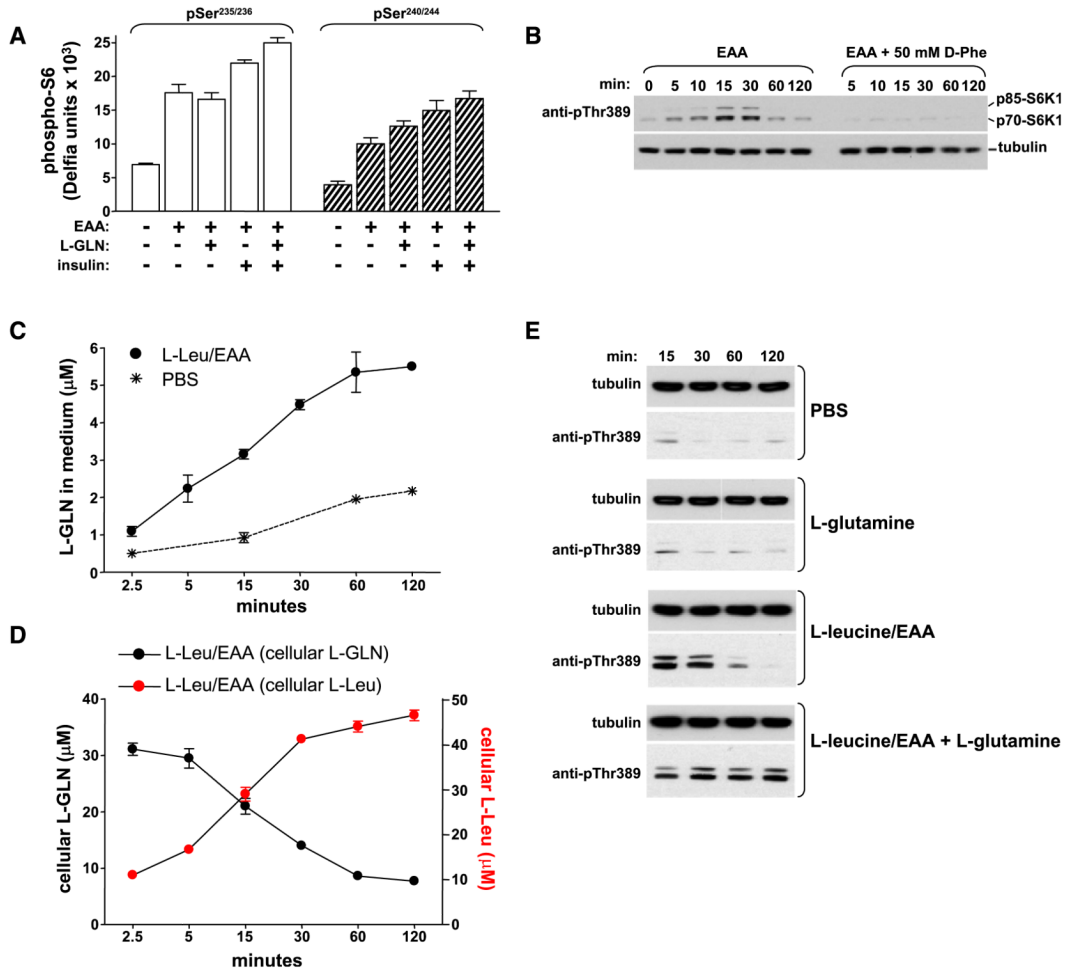 A
pSer235/236
pSer240/244
phospho-S6
(Delfia units x 10³)
25
20
15
10
5
0
EAA: - + + + + - + + + +
L-GLN: - - + - + - - + - +
insulin: - - - + + - - - + +
B
EAA
EAA + 50 mM D-Phe
min: 0 5 10 15 30 60 120 5 10 15 30 60 120
anti-pThr389
p85-S6K1
p70-S6K1
tubulin
C
L-Leu/EAA
PBS
L-GLN in medium (μM)
6
5
4
3
2
1
0
2.5 5 15 30 60 120
minutes
D
L-Leu/EAA (cellular L-GLN)
L-Leu/EAA (cellular L-Leu)
cellular L-GLN (μM)
40
30
20
10
0
cellular L-Leu (μM)
50
40
30
20
10
0
2.5 5 15 30 60 120
minutes
E
min: 15 30 60 120
tubulin
anti-pThr389
PBS
tubulin
anti-pThr389
L-glutamine
tubulin
anti-pThr389
L-leucine/EAA
tubulin
anti-pThr389
L-leucine/EAA + L-glutamine